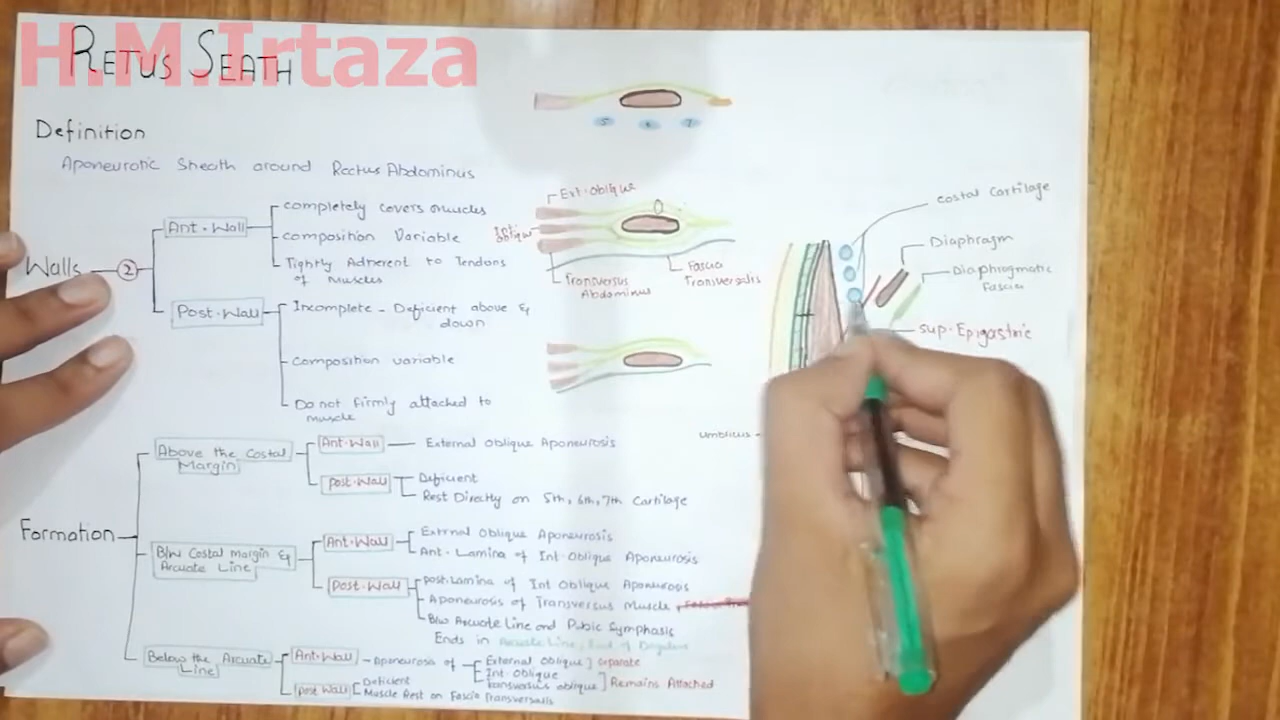 H.M.Irtaza
RETUS SEATH
Definition
Aponeurotic Sheath around Rectus Abdominus
Walls 2
Ant. Wall
completely covers muscles
composition Variable
Tightly Adherent to Tendons
of Muscles
Post. Wall
Incomplete - Deficient above &
down
composition variable
Do not firmly attached to
muscle
Formation
Above the Costal
Margin
Ant. Wall
External Oblique Aponeurosis
Post. Wall
Deficient
Rest Directly on 5th, 6th, 7th Cartilage
B/w Costal margin &
Arcuate Line
Ant. Wall
External Oblique Aponeurosis
Ant. Lamina of Int Oblique Aponeurosis
Post. Wall
post. Lamina of Int Oblique Aponeurosis
Aponeurosis of Transversus Muscle
B/w Arcuate Line and Pubic Symphasis
Ends in Arcuate Line
Below the Arcuate
Line
Ant. Wall
Aponeurosis of
External Oblique] Separate
Int Oblique
Transversus oblique] Remains Attached
post Wall
Deficient
Muscle Rest on Fascia Transversalis
5 6 7
Ext. oblique
Int.
oblique
Transversus
Abdominus
Fascia
Transversalis
costal Cartilage
Diaphragm
Diaphragmatic
Fascia
sup. Epigastric
umbilicus